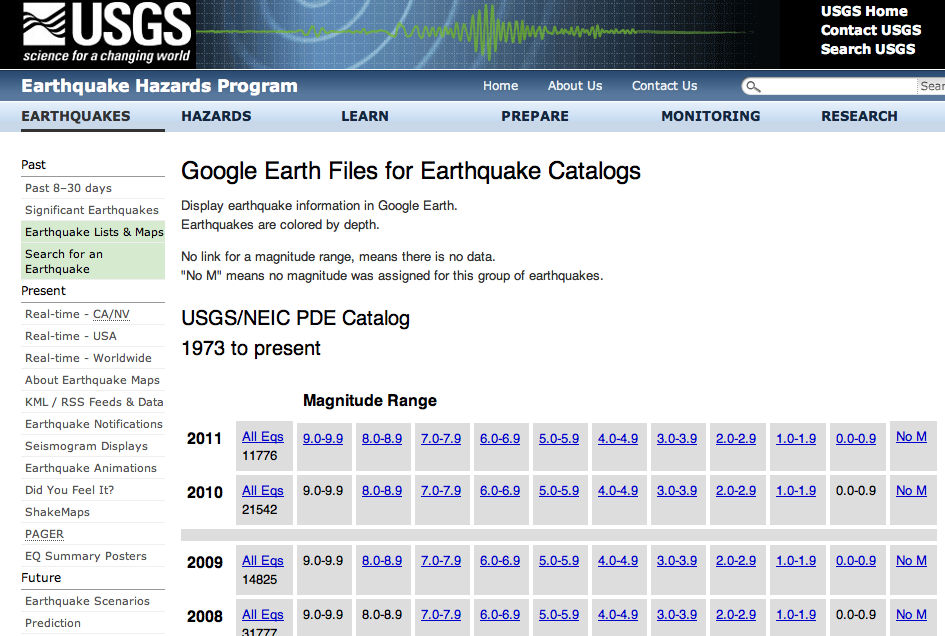 USGS
science for a changing world
USGS Home
Contact USGS
Search USGS
Earthquake Hazards Program
Home About Us Contact Us
EARTHQUAKES HAZARDS LEARN PREPARE MONITORING RESEARCH
Past
Past 8-30 days
Significant Earthquakes
Earthquake Lists & Maps
Search for an
Earthquake
Present
Real-time - CA/NV
Real-time - USA
Real-time - Worldwide
About Earthquake Maps
KML / RSS Feeds & Data
Earthquake Notifications
Seismogram Displays
Earthquake Animations
Did You Feel It?
ShakeMaps
PAGER
EQ Summary Posters
Future
Earthquake Scenarios
Prediction
Google Earth Files for Earthquake Catalogs
Display earthquake information in Google Earth.
Earthquakes are colored by depth.
No link for a magnitude range, means there is no data.
"No M" means no magnitude was assigned for this group of earthquakes.
USGS/NEIC PDE Catalog
1973 to present
Magnitude Range
2011 All Eqs 9.0-9.9 8.0-8.9 7.0-7.9 6.0-6.9 5.0-5.9 4.0-4.9 3.0-3.9 2.0-2.9 1.0-1.9 0.0-0.9 No M
11776
2010 All Eqs 9.0-9.9 8.0-8.9 7.0-7.9 6.0-6.9 5.0-5.9 4.0-4.9 3.0-3.9 2.0-2.9 1.0-1.9 0.0-0.9 No M
21542
2009 All Eqs 9.0-9.9 8.0-8.9 7.0-7.9 6.0-6.9 5.0-5.9 4.0-4.9 3.0-3.9 2.0-2.9 1.0-1.9 0.0-0.9 No M
14825
2008 All Eqs 9.0-9.9 8.0-8.9 7.0-7.9 6.0-6.9 5.0-5.9 4.0-4.9 3.0-3.9 2.0-2.9 1.0-1.9 0.0-0.9 No M
31777